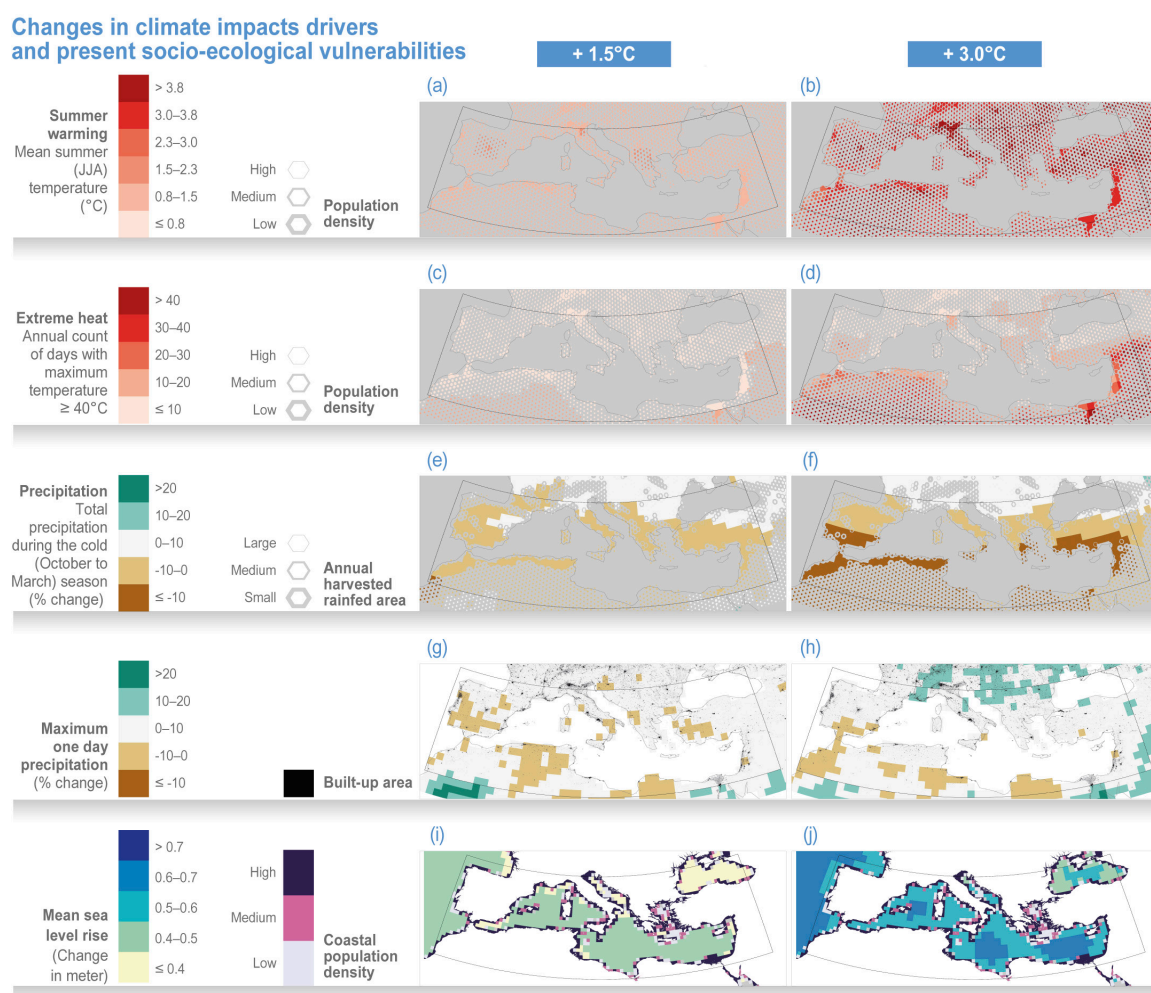 Changes in climate impacts drivers
and present socio-ecological vulnerabilities
+ 1.5°C
+ 3.0°C
(a)
(b)
Summer
warming
Mean summer
(JJA)
temperature
(°C)
> 3.8
3.0–3.8
2.3–3.0
1.5–2.3
0.8–1.5
≤ 0.8
High
Medium
Low
Population
density
(c)
(d)
Extreme heat
Annual count
of days with
maximum
temperature
≥ 40°C
> 40
30–40
20–30
10–20
≤ 10
High
Medium
Low
Population
density
(e)
(f)
Precipitation
Total
precipitation
during the cold
(October to
March) season
(% change)
>20
10–20
0–10
-10–0
≤ -10
Large
Medium
Small
Annual
harvested
rainfed area
(g)
(h)
Maximum
one day
precipitation
(% change)
>20
10–20
0–10
-10–0
≤ -10
Built-up area
(i)
(j)
Mean sea
level rise
(Change
in meter)
> 0.7
0.6–0.7
0.5–0.6
0.4–0.5
≤ 0.4
High
Medium
Low
Coastal
population
density